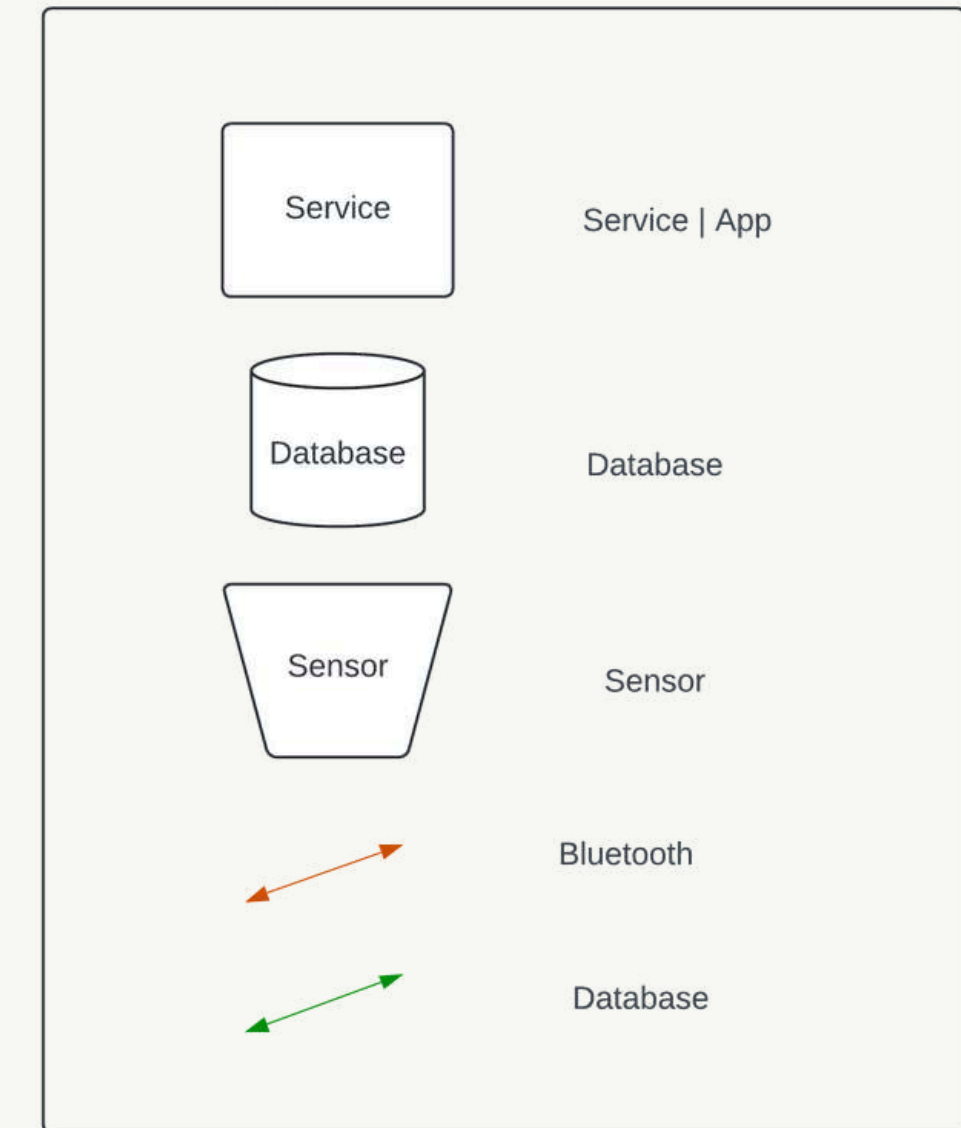 Service
Service | App
Database
Database
Sensor
Sensor
Bluetooth
Database